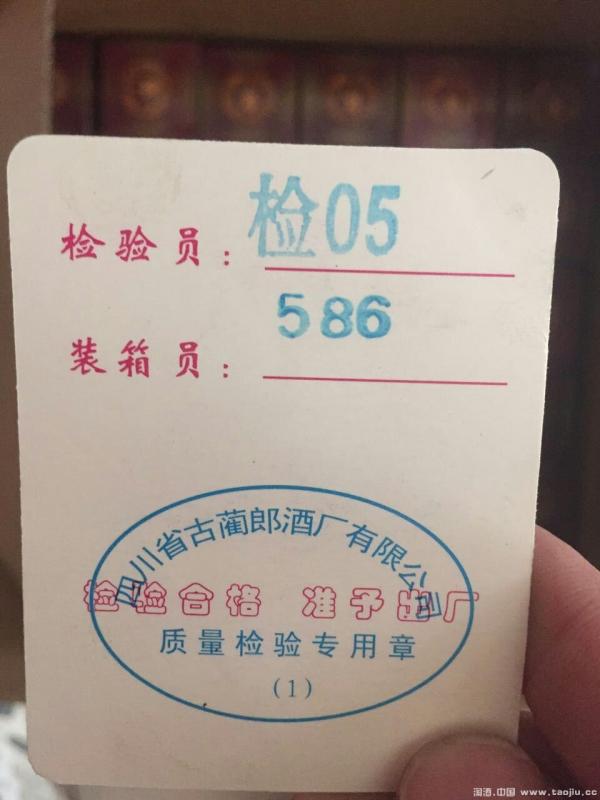 检验员：检05
装箱员：586
四川省古蔺郎酒厂有限公司
检验合格 准予出厂
质量检验专用章
(1)
淘酒.中国 www.taojiu.cc